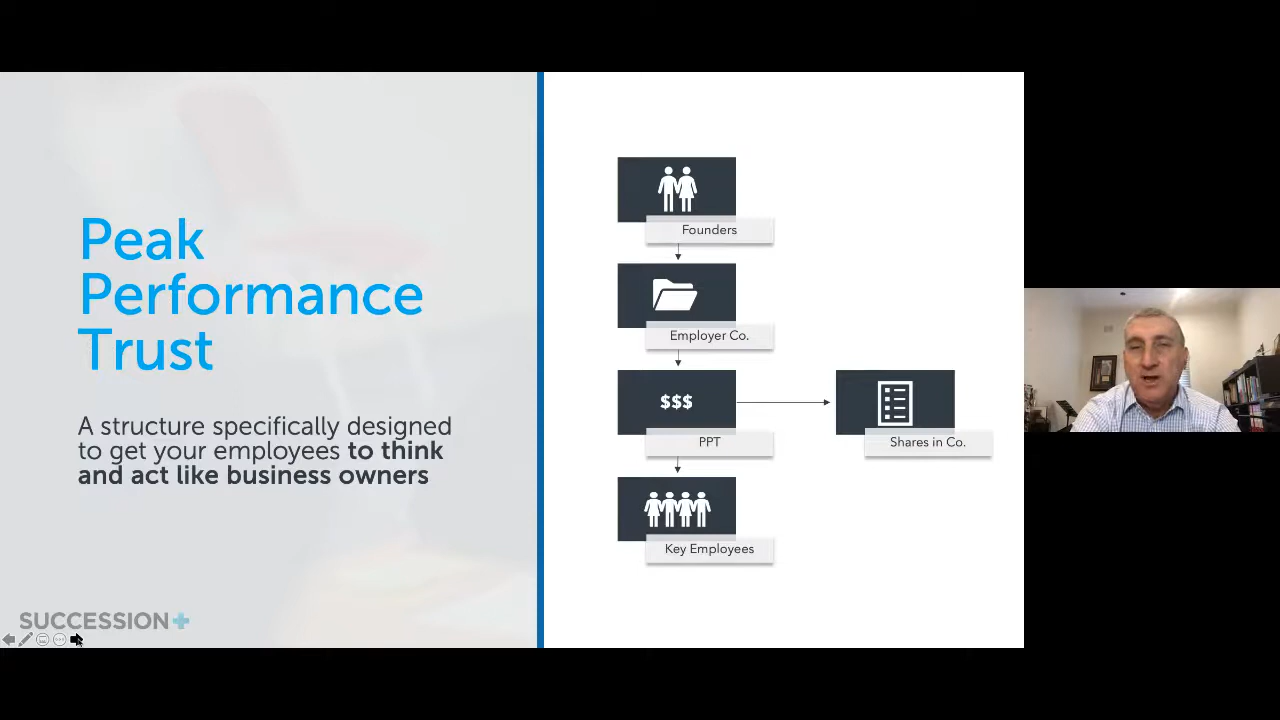 Peak
Performance
Trust
A structure specifically designed
to get your employees to think
and act like business owners
SUCCESSION+
Founders
Employer Co.
$$$
PPT
Shares in Co.
Key Employees